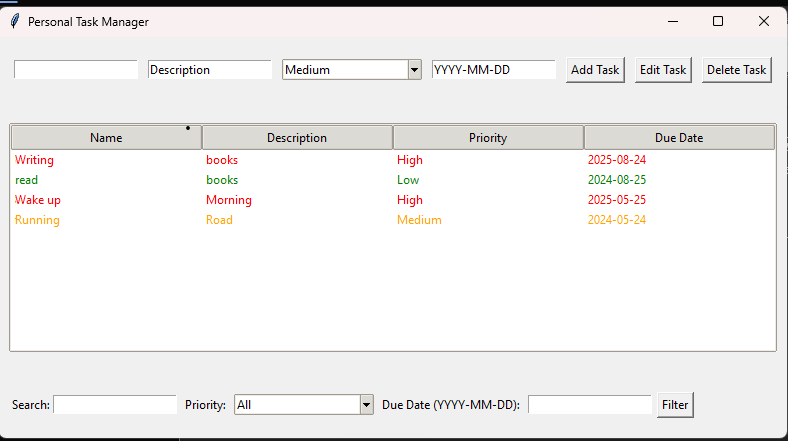 Personal Task Manager
Description Medium YYYY-MM-DD Add Task Edit Task Delete Task
Name Description Priority Due Date
Writing books High 2025-08-24
read books Low 2024-08-25
Wake up Morning High 2025-05-25
Running Road Medium 2024-05-24
Search: Priority: All Due Date (YYYY-MM-DD): Filter